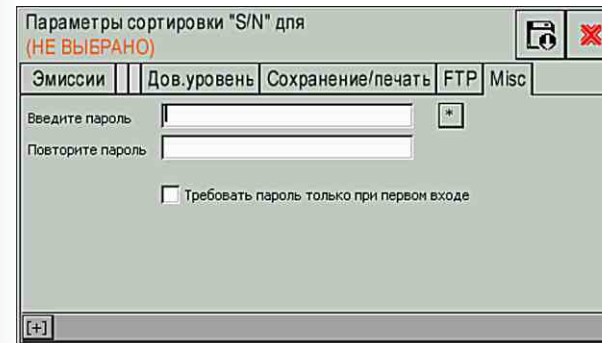 Параметры сортировки "S/N" для
(НЕ ВЫБРАНО)
Эмиссии Дов.уровень Сохранение/печать FTP Misc
Введите пароль *
Повторите пароль
Требовать пароль только при первом входе
[+]